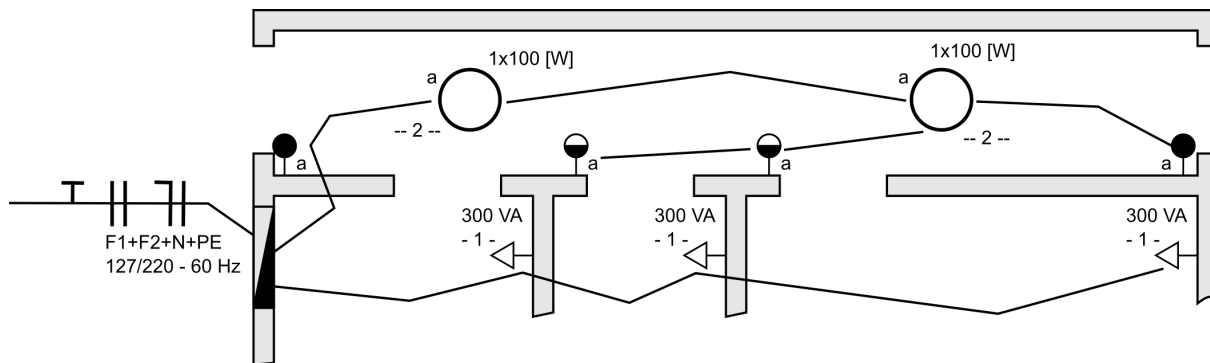 1x100 [W]
1x100 [W]
a
a
-- 2 --
-- 2 --
a
a
a
a
300 VA
300 VA
300 VA
- 1 -
- 1 -
- 1 -
F1+F2+N+PE
127/220 - 60 Hz